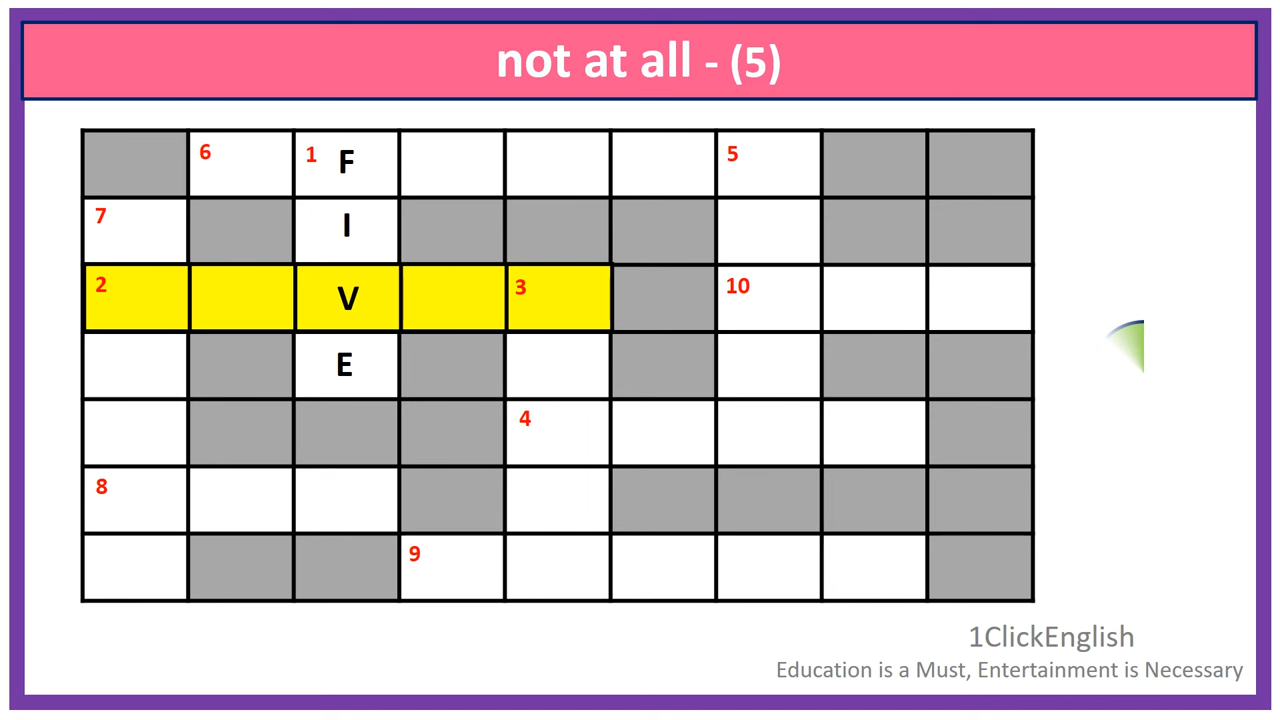 not at all - (5)
6 1 F 5
7 I
2 V 3 10
E
4
8
9
1ClickEnglish
Education is a Must, Entertainment is Necessary